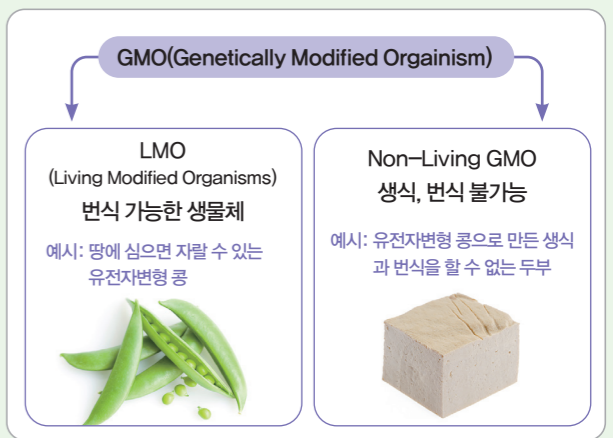 GMO(Genetically Modified Orgainism)
LMO
(Living Modified Organisms)
번식 가능한 생물체
예시: 땅에 심으면 자랄 수 있는
유전자변형 콩
Non-Living GMO
생식, 번식 불가능
예시: 유전자변형 콩으로 만든 생식
과 번식을 할 수 없는 두부